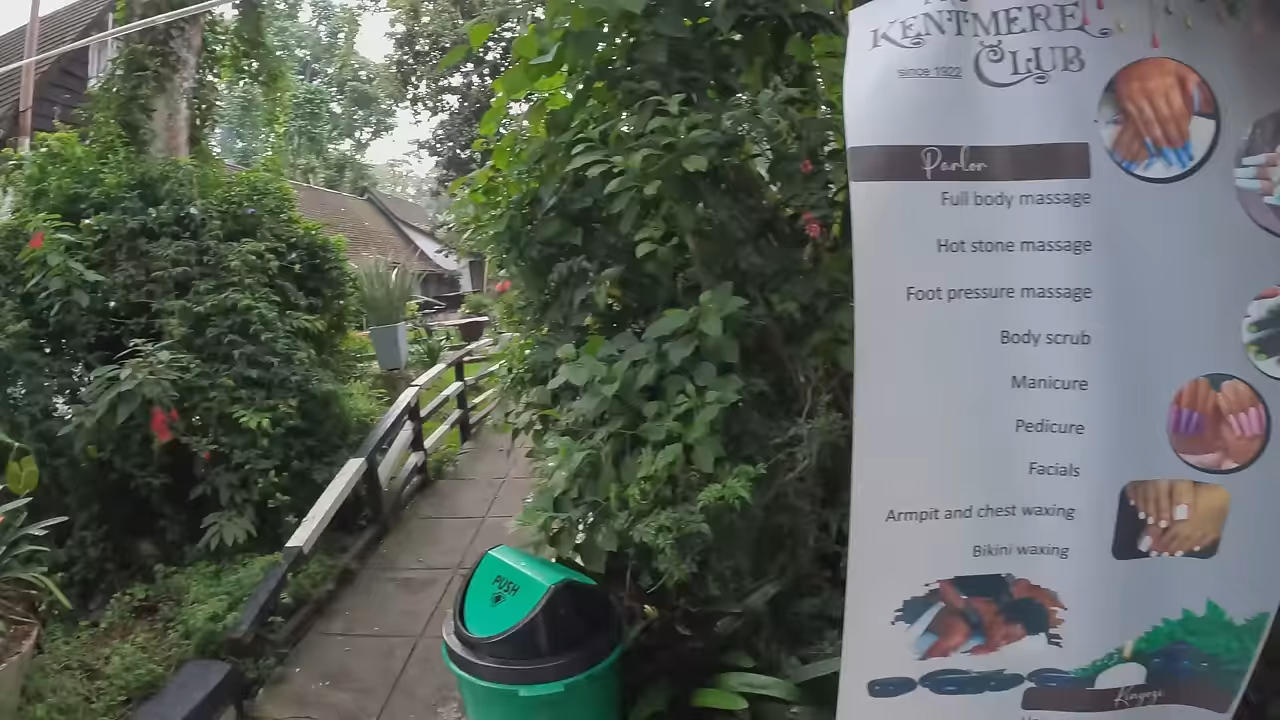 KENTMERE
CLUB
since 1922
Parlor
Full body massage
Hot stone massage
Foot pressure massage
Body scrub
Manicure
Pedicure
Facials
Armpit and chest waxing
Bikini waxing
PUSH